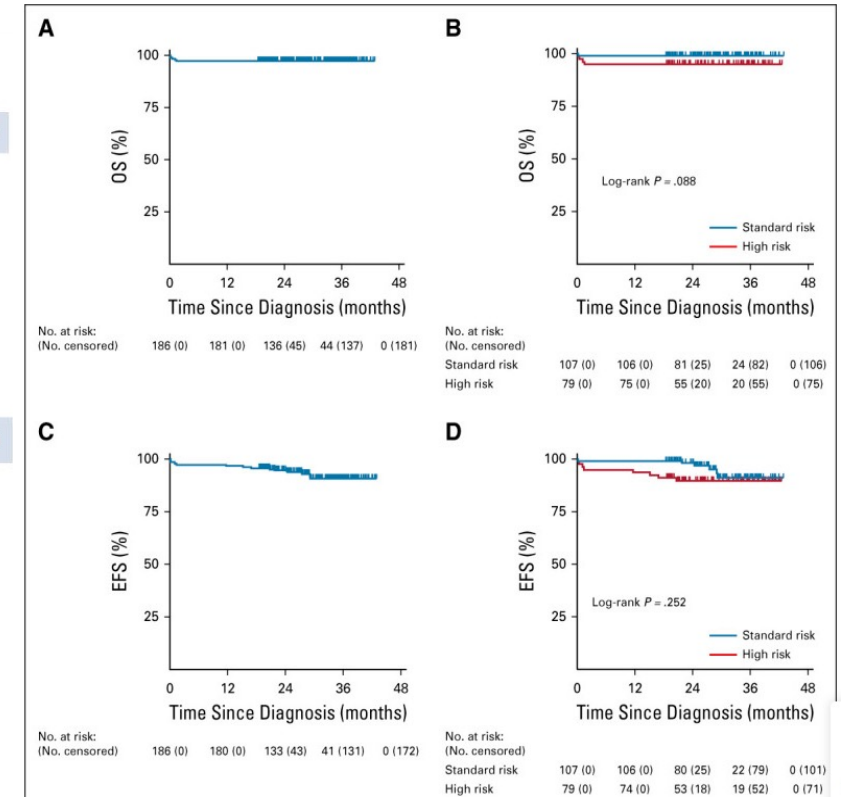 A
100
75
50
25
OS (%)
0 12 24 36 48
Time Since Diagnosis (months)
No. at risk:
(No. censored) 186 (0) 181 (0) 136 (45) 44 (137) 0 (181)
B
100
75
50
25
OS (%)
Log-rank P = .088
Standard risk
High risk
0 12 24 36 48
Time Since Diagnosis (months)
No. at risk:
(No. censored)
Standard risk 107 (0) 106 (0) 81 (25) 24 (82) 0 (106)
High risk 79 (0) 75 (0) 55 (20) 20 (55) 0 (75)
C
100
75
50
25
EFS (%)
0 12 24 36 48
Time Since Diagnosis (months)
No. at risk:
(No. censored) 186 (0) 180 (0) 133 (43) 41 (131) 0 (172)
D
100
75
50
25
EFS (%)
Log-rank P = .252
Standard risk
High risk
0 12 24 36 48
Time Since Diagnosis (months)
No. at risk:
(No. censored)
Standard risk 107 (0) 106 (0) 80 (25) 22 (79) 0 (101)
High risk 79 (0) 74 (0) 53 (18) 19 (52) 0 (71)